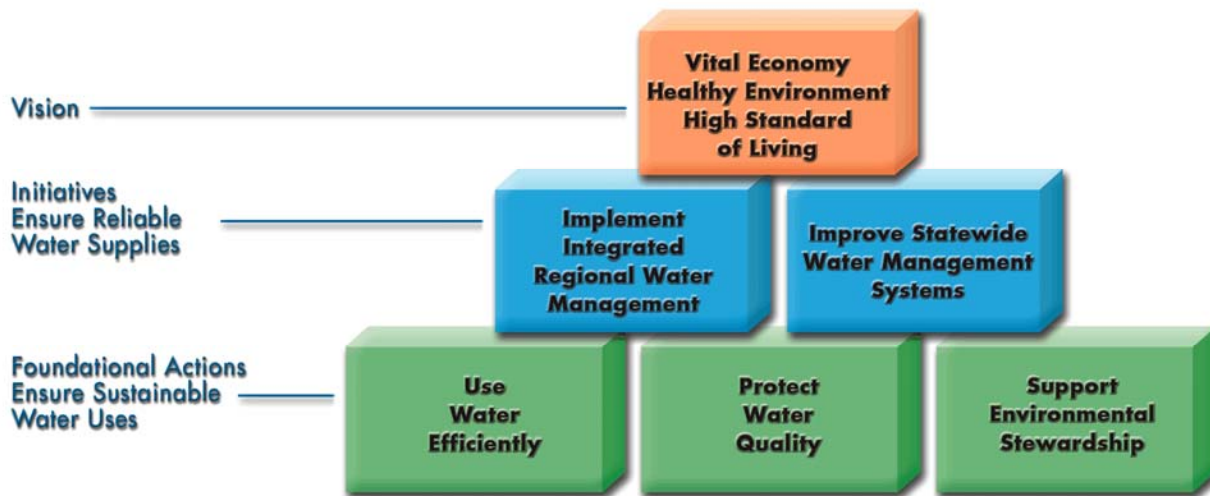 Vision
Vital Economy
Healthy Environment
High Standard
of Living
Initiatives
Ensure Reliable
Water Supplies
Implement
Integrated
Regional Water
Management
Improve Statewide
Water Management
Systems
Foundational Actions
Ensure Sustainable
Water Uses
Use
Water
Efficiently
Protect
Water
Quality
Support
Environmental
Stewardship